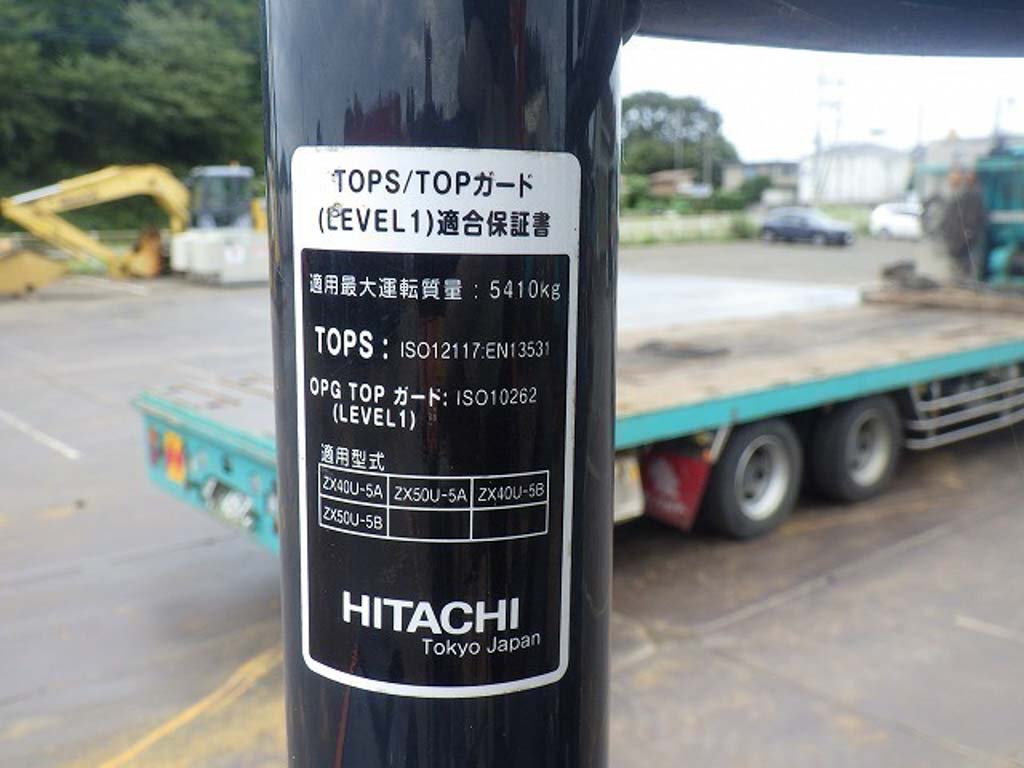 TOPS/TOPガード
(LEVEL1)適合保証書
適用最大運転質量 : 5410kg
TOPS : ISO12117:EN13531
OPG TOP ガード: ISO10262
(LEVEL1)
適用型式
ZX40U-5A ZX50U-5A ZX40U-5B
ZX50U-5B
HITACHI
Tokyo Japan